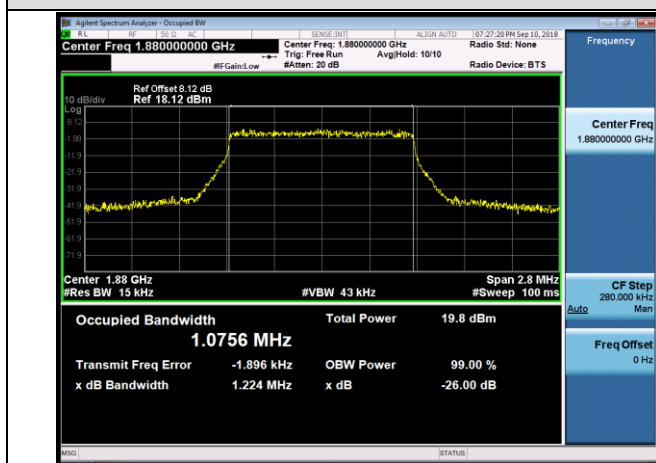 Agilent Spectrum Analyzer - Occupied BW
RL RF 50 Ω AC SENSE:INT ALIGN AUTO 07:27:20 PM Sep 10, 2018
Center Freq 1.880000000 GHz Center Freq: 1.880000000 GHz Radio Std: None Frequency
Trig: Free Run Avg|Hold: 10/10
#IFGain:Low #Atten: 20 dB Radio Device: BTS
Ref Offset 8.12 dB
10 dB/div Ref 18.12 dBm
Log
8.12
-1.88
-11.9
-21.9
-31.9
-41.9
-51.9
-61.9
-71.9
Center Freq
1.880000000 GHz
Center 1.88 GHz Span 2.8 MHz
#Res BW 15 kHz #VBW 43 kHz #Sweep 100 ms
CF Step
280.000 kHz
Auto Man
Occupied Bandwidth Total Power 19.8 dBm
1.0756 MHz
Transmit Freq Error -1.896 kHz OBW Power 99.00 %
x dB Bandwidth 1.224 MHz x dB -26.00 dB
Freq Offset
0 Hz
MSG STATUS